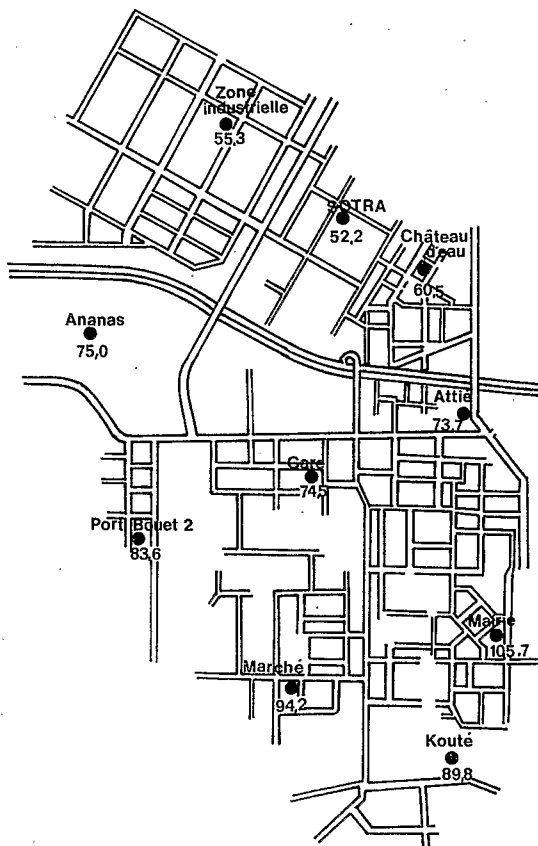 Zone
industrielle
55,3
SOTRA
52,2
Château
d'eau
60,5
Ananas
75,0
Attié
73,7
Gare
74,5
Port Bouet 2
83,6
Mairie
105,7
Marché
94,2
Kouté
89,8